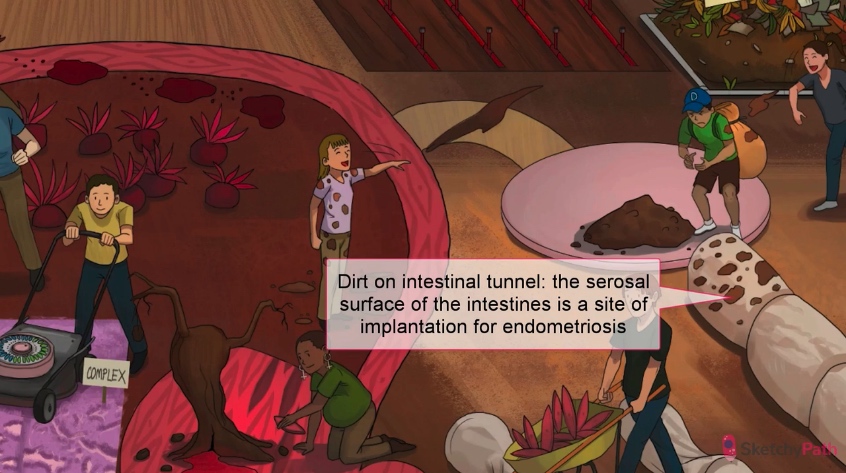 D
Dirt on intestinal tunnel: the serosal
surface of the intestines is a site of
implantation for endometriosis
COMPLEX
SketchyPath